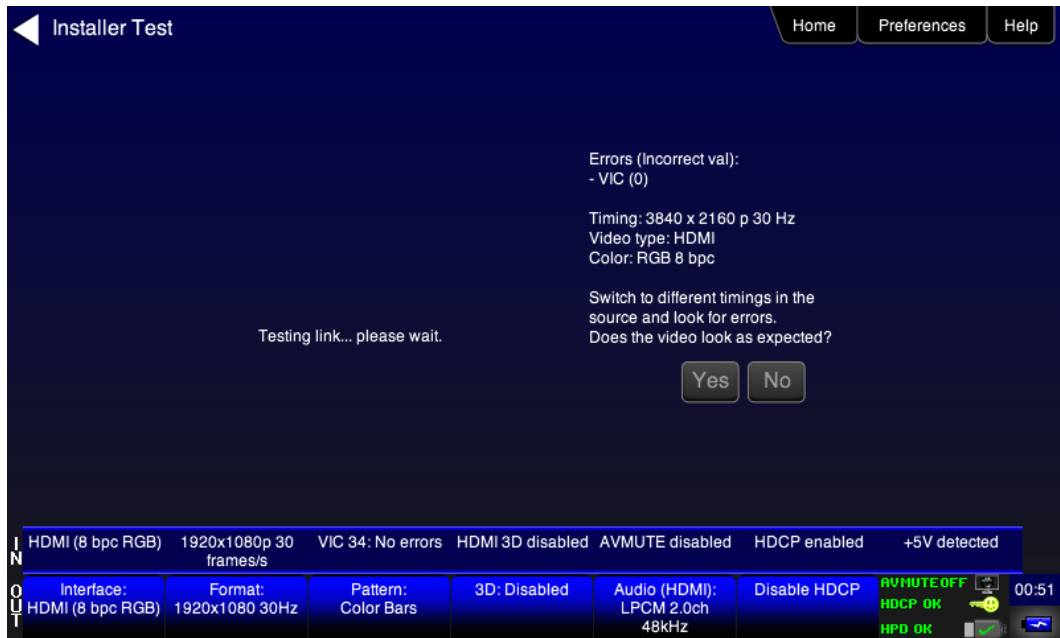 Installer Test
Home
Preferences
Help
Errors (Incorrect val):
- VIC (0)
Timing: 3840 x 2160 p 30 Hz
Video type: HDMI
Color: RGB 8 bpc
Switch to different timings in the
source and look for errors.
Does the video look as expected?
Testing link... please wait.
Yes
No
IN
HDMI (8 bpc RGB)
1920x1080p 30
frames/s
VIC 34: No errors
HDMI 3D disabled
AVMUTE disabled
HDCP enabled
+5V detected
OUT
Interface:
HDMI (8 bpc RGB)
Format:
1920x1080 30Hz
Pattern:
Color Bars
3D: Disabled
Audio (HDMI):
LPCM 2.0ch
48kHz
Disable HDCP
AVMUTEOFF
HDCP OK
HPD OK
00:51